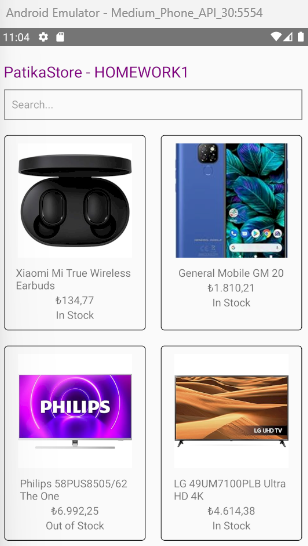 Android Emulator - Medium_Phone_API_30:5554
11:04
PatikaStore - HOMEWORK1
Search...
Xiaomi Mi True Wireless
Earbuds
₺134,77
In Stock
General Mobile GM 20
₺1.810,21
In Stock
PHILIPS
Philips 58PUS8505/62
The One
₺6.992,25
Out of Stock
LG UHD TV
LG 49UM7100PLB Ultra
HD 4K
₺4.614,38
In Stock